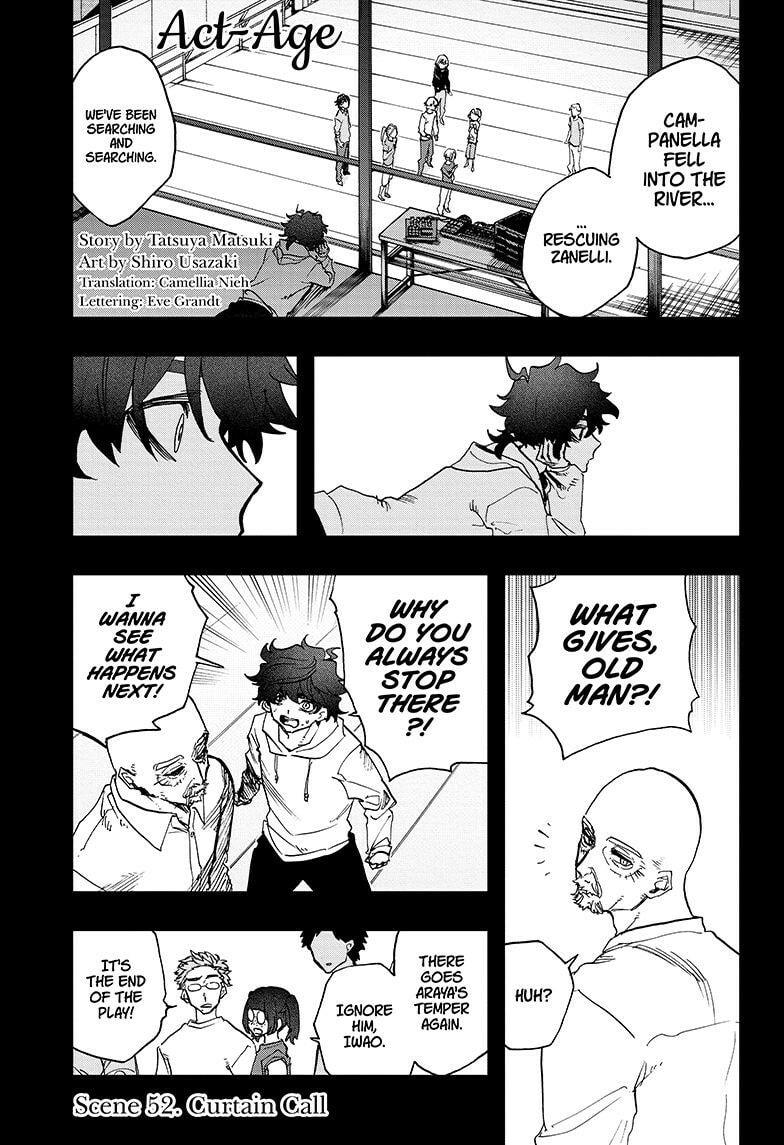 Act-Age
CAM-
PANELLA
FELL
INTO THE
RIVER...
...
RESCUING
ZANELLI.
WE'VE BEEN
SEARCHING
AND
SEARCHING.
Story by Tatsuya Matsuki
Art by Shiro Usazaki
Translation: Camellia Nieh
Lettering: Eve Grandt
WHAT
GIVES,
OLD
MAN?!
HUH?
WHY
DO YOU
ALWAYS
STOP
THERE
?!
I
WANNA
SEE
WHAT
HAPPENS
NEXT!
THERE
GOES
ARAYA'S
TEMPER
AGAIN.
IGNORE
HIM,
IWAO.
IT'S
THE END
OF THE
PLAY!
Scene 52. Curtain Call